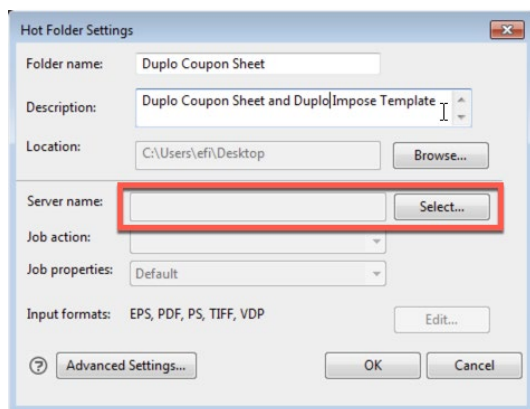 Hot Folder Settings
Folder name: Duplo Coupon Sheet
Description: Duplo Coupon Sheet and Duplo Impose Template
Location: C:\Users\efi\Desktop Browse...
Server name: Select...
Job action:
Job properties: Default
Input formats: EPS, PDF, PS, TIFF, VDP Edit...
? Advanced Settings... OK Cancel